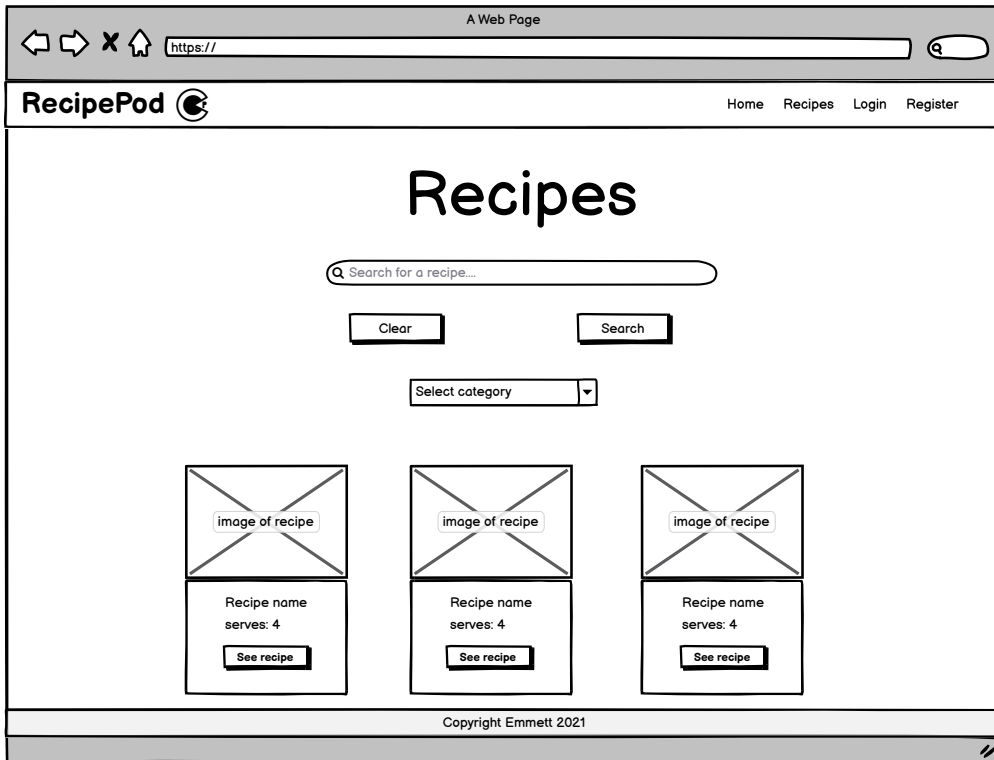 A Web Page
https://
RecipePod
Home Recipes Login Register
Recipes
Search for a recipe....
Clear Search
Select category
image of recipe image of recipe image of recipe
Recipe name Recipe name Recipe name
serves: 4 serves: 4 serves: 4
See recipe See recipe See recipe
Copyright Emmett 2021